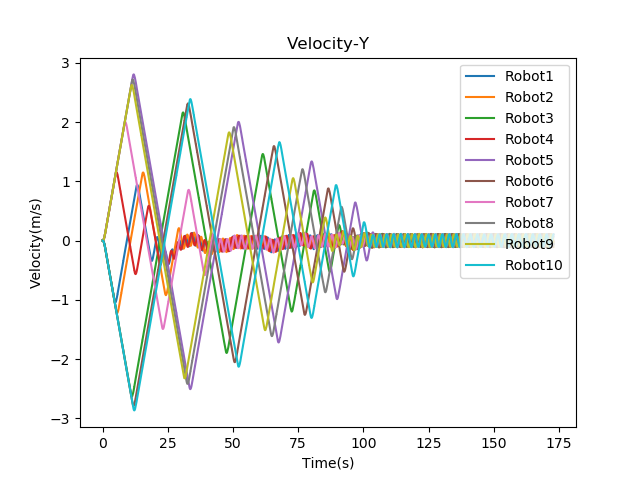 Velocity-Y
Velocity(m/s)
3
2
1
0
−1
−2
−3
0
25
50
75
100
125
150
175
Time(s)
Robot1
Robot2
Robot3
Robot4
Robot5
Robot6
Robot7
Robot8
Robot9
Robot10